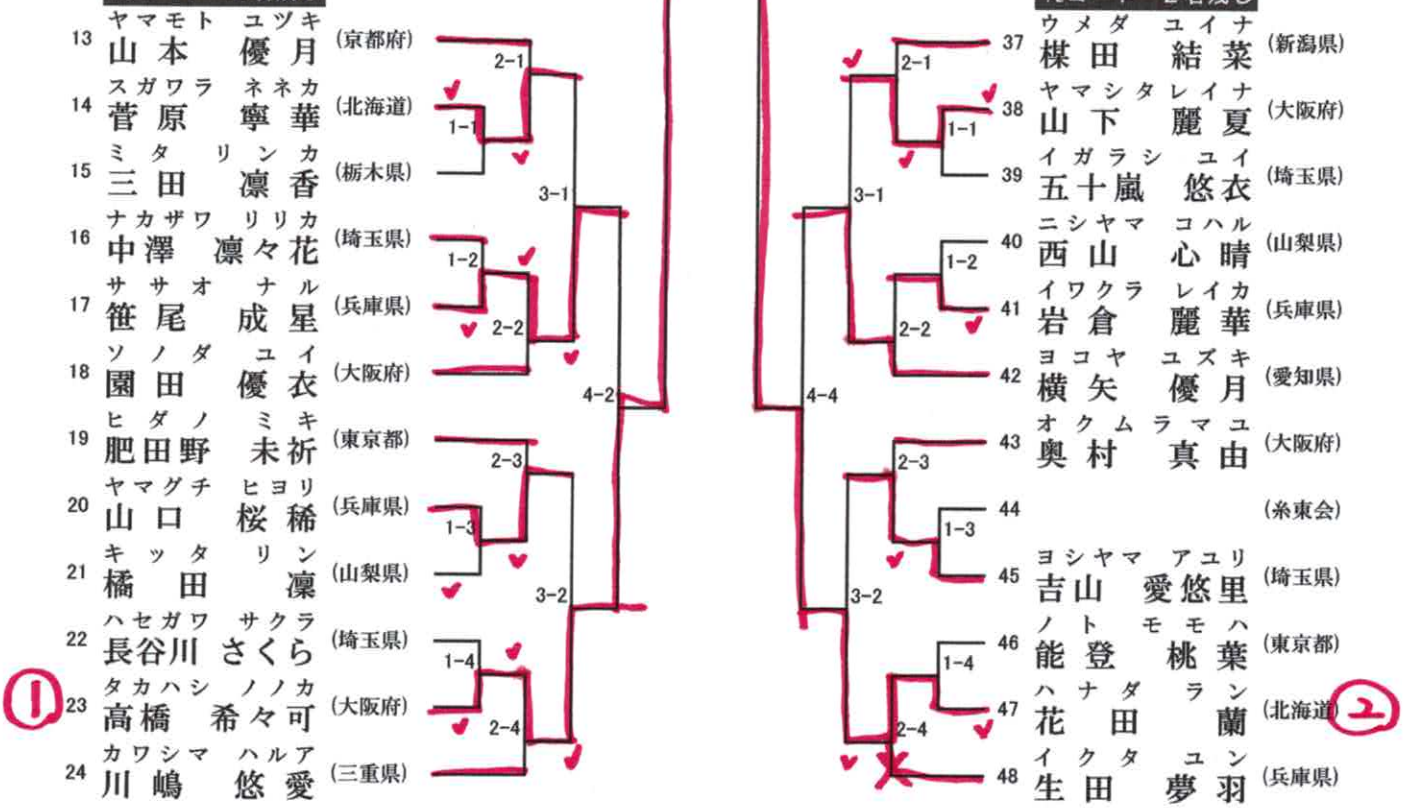 ヤマモト ユヅキ
13 山本 優月 (京都府)
スガワラ ネネカ
14 菅原 寧華 (北海道)
ミタ リンカ
15 三田 凛香 (栃木県)
ナカザワ リリカ
16 中澤 凛々花 (埼玉県)
ササオ ナル
17 笹尾 成星 (兵庫県)
ソノダ ユイ
18 園田 優衣 (大阪府)
ヒダノ ミキ
19 肥田野 未祈 (東京都)
ヤマグチ ヒヨリ
20 山口 桜稀 (兵庫県)
キッタ リン
21 橘田 凜 (山梨県)
ハセガワ サクラ
22 長谷川 さくら (埼玉県)
タカハシ ノノカ
① 23 高橋 希々可 (大阪府)
カワシマ ハルア
24 川嶋 悠愛 (三重県)
2-1
1-1
3-1
1-2
2-2
4-2
2-3
1-3
3-2
1-4
2-4
2-1
1-1
3-1
1-2
2-2
4-4
2-3
1-3
3-2
1-4
2-4
ウメダ ユイナ
37 楳田 結菜 (新潟県)
ヤマシタレイナ
38 山下 麗夏 (大阪府)
イガラシ ユイ
39 五十嵐 悠衣 (埼玉県)
ニシヤマ コハル
40 西山 心晴 (山梨県)
イワクラ レイカ
41 岩倉 麗華 (兵庫県)
ヨコヤ ユズキ
42 横矢 優月 (愛知県)
オクムラマユ
43 奥村 真由 (大阪府)
44 (糸東会)
ヨシヤマ アユリ
45 吉山 愛悠里 (埼玉県)
ノト モモハ
46 能登 桃葉 (東京都)
ハナダ ラン
47 花田 蘭 (北海道) ②
イクタ ユン
48 生田 夢羽 (兵庫県)